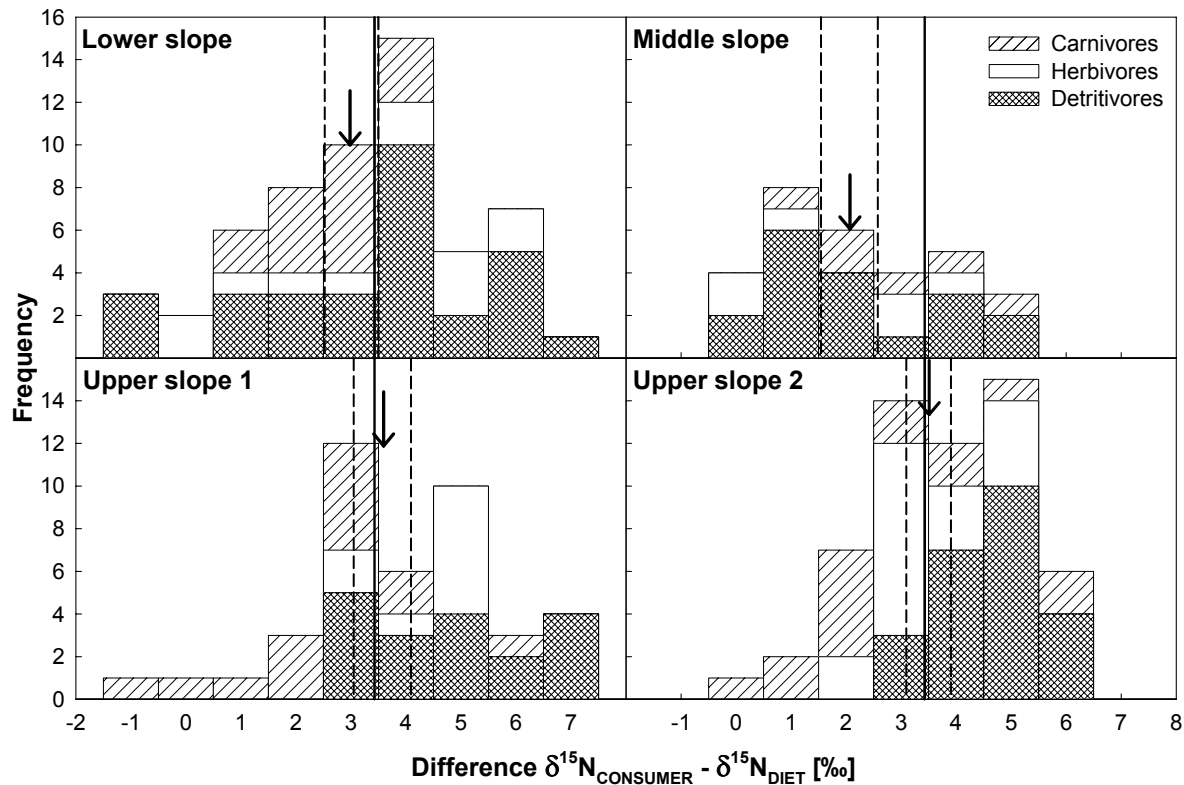 16
14
12
10
8
6
4
2
Lower slope
Middle slope
Carnivores
Herbivores
Detritivores
Frequency
14
12
10
8
6
4
2
0
Upper slope 1
Upper slope 2
-2 -1 0 1 2 3 4 5 6 7 -1 0 1 2 3 4 5 6 7 8
Difference δ15NCONSUMER - δ15NDIET [‰]